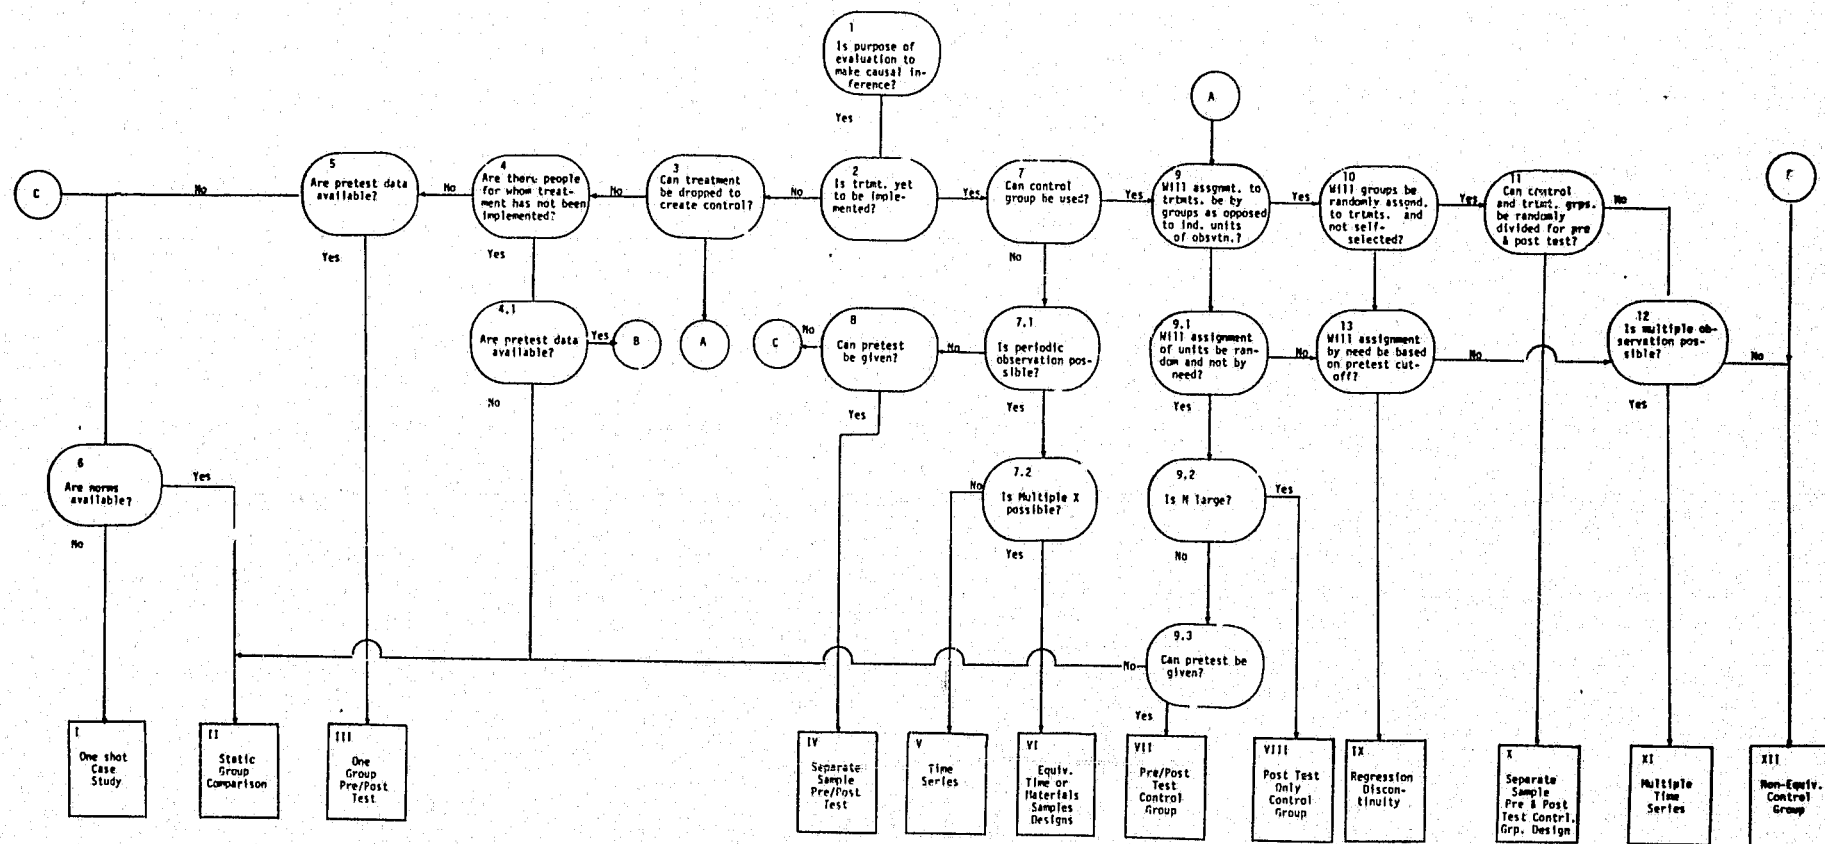 1
Is purpose of
evaluation to
make causal in-
ference?
Yes
A
5
Are pretest data
available?
4
Are there people
for whom treat-
ment has not been
implemented?
3
Can treatment
be dropped to
create control?
2
Is trtmt. yet
to be imple-
mented?
7
Can control
group be used?
9
Will assgnmt. to
trtmts. be by
groups as opposed
to ind. units
of obsvtn.?
10
Will groups be
randomly assgnd.
to trtmts. and
not self-
selected?
11
Can control
and trtmt. grps.
be randomly
divided for pre
& post test?
C
No
No
No
No
Yes
Yes
Yes
Yes
No
Yes
Yes
No
4.1
Are pretest data
available?
Yes
B
A
C
No
8
Can pretest
be given?
No
7.1
Is periodic
observation pos-
sible?
9.1
Will assignment
of units be ran-
dom and not by
need?
No
13
Will assignment
by need be based
on pretest cut-
off?
No
12
Is multiple ob-
servation pos-
sible?
No
No
Yes
Yes
Yes
Yes
6
Are norms
available?
Yes
No
7.2
Is Multiple X
possible?
No
Yes
9.2
Is N large?
Yes
No
9.3
Can pretest be
given?
No
Yes
I
One shot
Case
Study
II
Static
Group
Comparison
III
One
Group
Pre/Post
Test
IV
Separate
Sample
Pre/Post
Test
V
Time
Series
VI
Equiv.
Time or
Materials
Samples
Designs
VII
Pre/Post
Test
Control
Group
VIII
Post Test
Only
Control
Group
IX
Regression
Discon-
tinuity
X
Separate
Sample
Pre & Post
Test Contrl.
Grp. Design
XI
Multiple
Time
Series
XII
Non-Equiv.
Control
Group